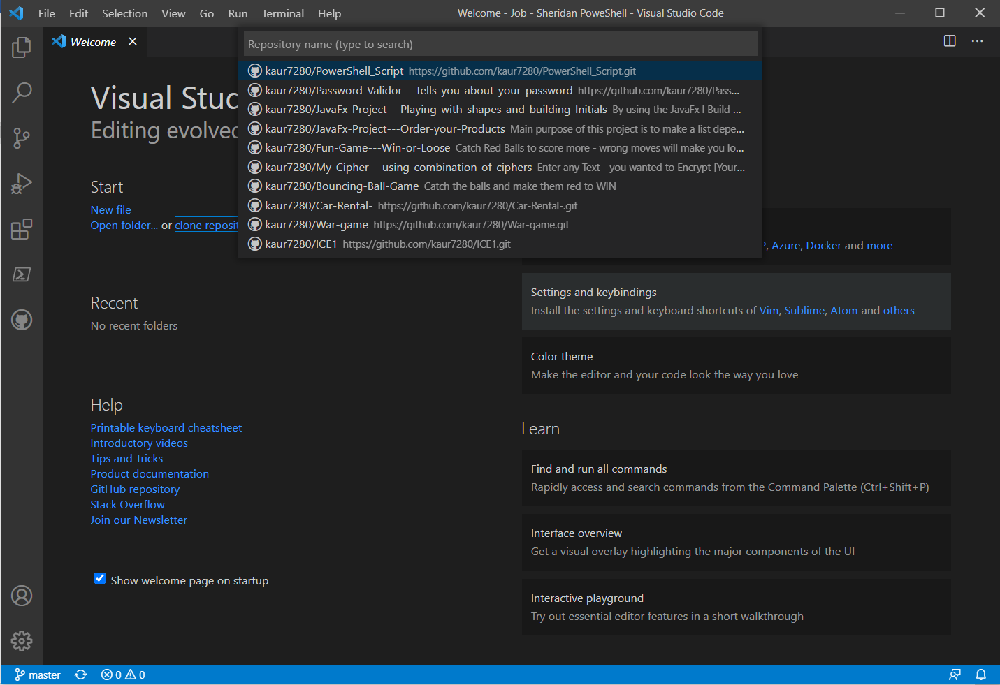 File Edit Selection View Go Run Terminal Help Welcome - Job - Sheridan PoweShell - Visual Studio Code
Welcome
Repository name (type to search)
kaur7280/PowerShell_Script https://github.com/kaur7280/PowerShell_Script.git
kaur7280/Password-Validor---Tells-you-about-your-password https://github.com/kaur7280/Pass...
kaur7280/JavaFx-Project---Playing-with-shapes-and-building-Initials By using the JavaFx I Build ...
kaur7280/JavaFx-Project---Order-your-Products Main purpose of this project is to make a list depe...
kaur7280/Fun-Game---Win-or-Loose Catch Red Balls to score more - wrong moves will make you lo...
kaur7280/My-Cipher---using-combination-of-ciphers Enter any Text - you wanted to Encrypt [Your...
kaur7280/Bouncing-Ball-Game Catch the balls and make them red to WIN
kaur7280/Car-Rental- https://github.com/kaur7280/Car-Rental-.git
kaur7280/War-game https://github.com/kaur7280/War-game.git
kaur7280/ICE1 https://github.com/kaur7280/ICE1.git
Visual Stud
Editing evolved
Start
New file
Open folder... or clone reposit
Recent
No recent folders
Help
Printable keyboard cheatsheet
Introductory videos
Tips and Tricks
Product documentation
GitHub repository
Stack Overflow
Join our Newsletter
Show welcome page on startup
P, Azure, Docker and more
Settings and keybindings
Install the settings and keyboard shortcuts of Vim, Sublime, Atom and others
Color theme
Make the editor and your code look the way you love
Learn
Find and run all commands
Rapidly access and search commands from the Command Palette (Ctrl+Shift+P)
Interface overview
Get a visual overlay highlighting the major components of the UI
Interactive playground
Try out essential editor features in a short walkthrough
master 0 0